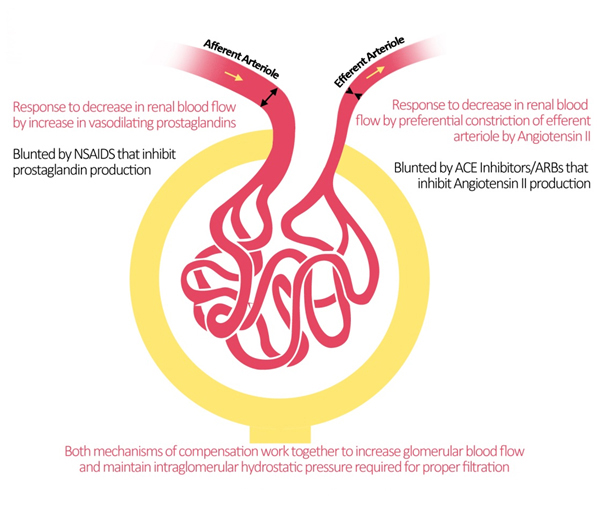 Afferent Arteriole
Efferent Arteriole
Response to decrease in renal blood flow
by increase in vasodilating prostaglandins
Blunted by NSAIDS that inhibit
prostaglandin production
Response to decrease in renal blood
flow by preferential constriction of efferent
arteriole by Angiotensin II
Blunted by ACE Inhibitors/ARBs that
inhibit Angiotensin II production
Both mechanisms of compensation work together to increase glomerular blood flow
and maintain intraglomerular hydrostatic pressure required for proper filtration